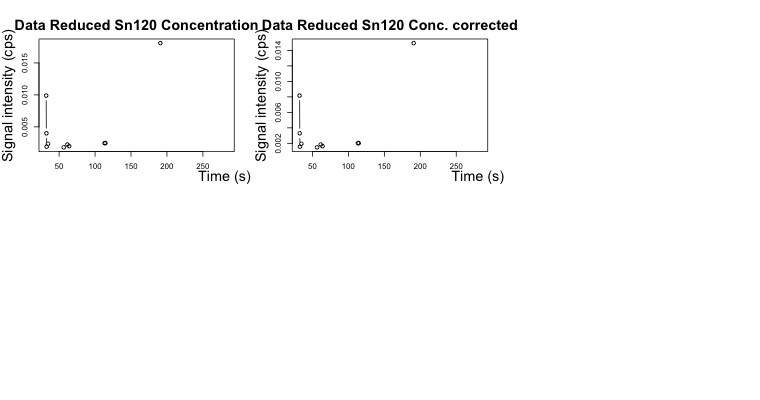 Data Reduced Sn120 Concentration
Signal intensity (cps)
0.005 0.010 0.015
50 100 150 200 250
Time (s)
Data Reduced Sn120 Conc. corrected
Signal intensity (cps)
0.002 0.006 0.010 0.014
50 100 150 200 250
Time (s)